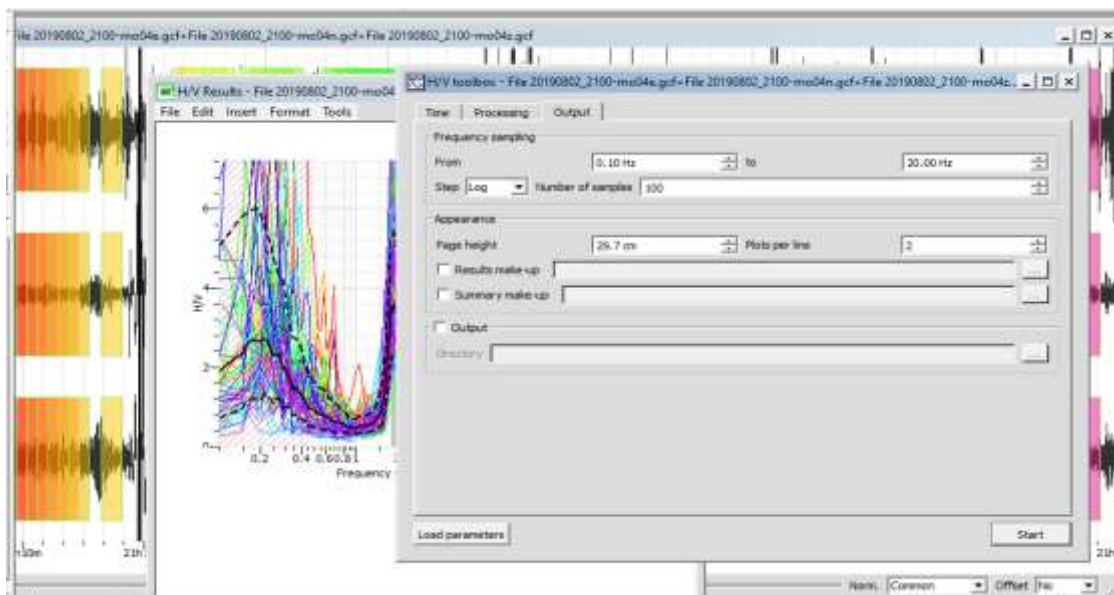 File 20190802_2100-mo04e.gcf+File 20190802_2100-mo04n.gcf+File 20190802_2100-mo04z.gcf
H/V Results - File 20190802_2100-mo04
File Edit Insert Format Tools
H/V
6
4
2
0
0.2 0.4 0.60.81
Frequency
H/V toolbox - File 20190802_2100-mo04e.gcf+File 20190802_2100-mo04n.gcf+File 20190802_2100-mo04z.
Time Processing Output
Frequency sampling
From 0.10 Hz to 20.00 Hz
Step Log Number of samples 100
Appearance
Page height 29.7 cm Plots per line 2
Results make-up ...
Summary make-up ...
Output
Directory ...
Load parameters Start
21h
21h
Norm. Common Offset No